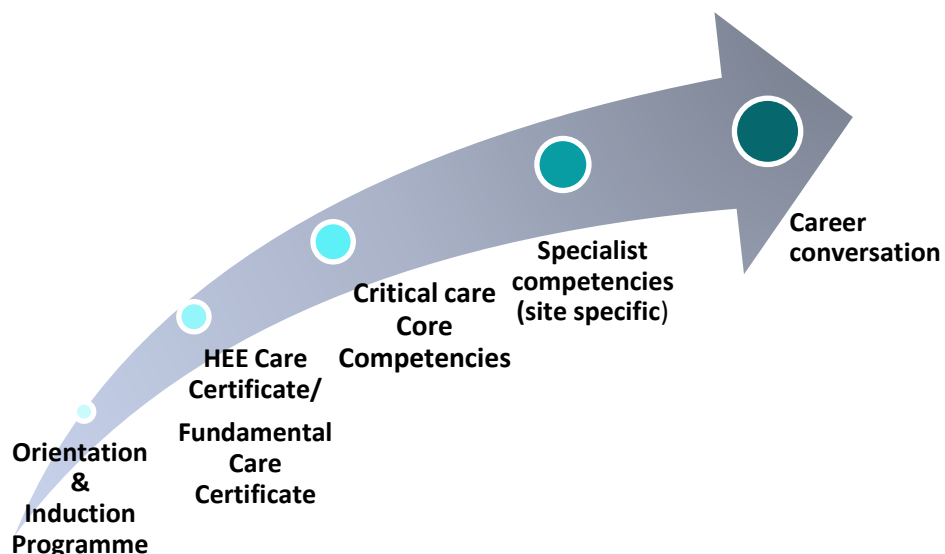 Orientation
&
Induction
Programme
HEE Care
Certificate/
Fundamental
Care
Certificate
Critical care
Core
Competencies
Specialist
competencies
(site specific)
Career
conversation